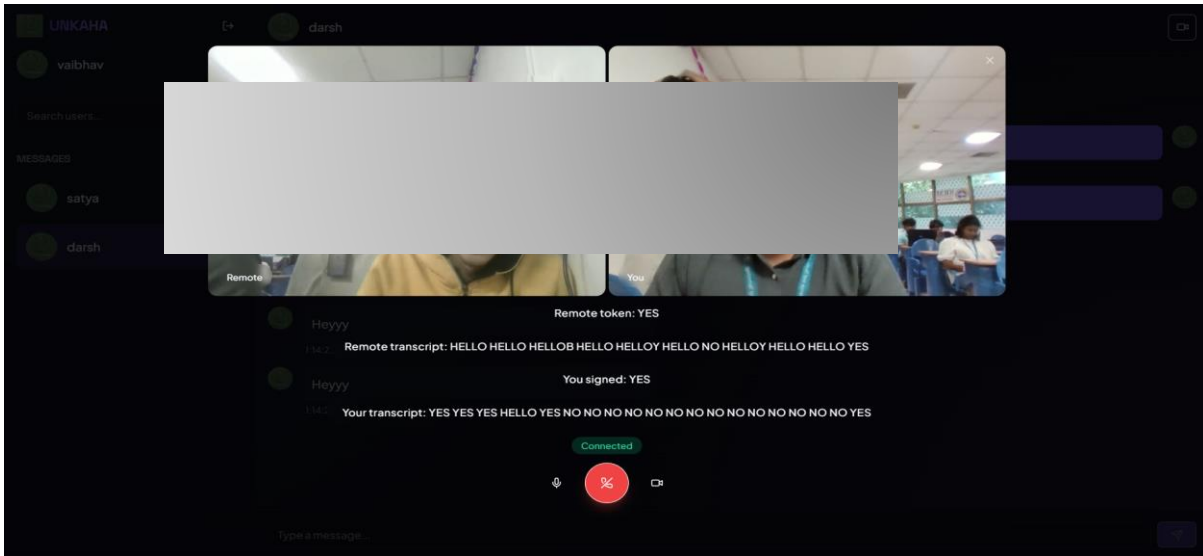 UNKAHA
darsh
vaibhav
Search users...
MESSAGES
satya
darsh
Remote
You
Remote token: YES
Heyyy
Remote transcript: HELLO HELLO HELLOB HELLO HELLOY HELLO NO HELLOY HELLO HELLO YES
You signed: YES
Heyyy
Your transcript: YES YES YES HELLO YES NO NO NO NO NO NO NO NO NO NO NO NO NO NO YES
Connected
Type a message...